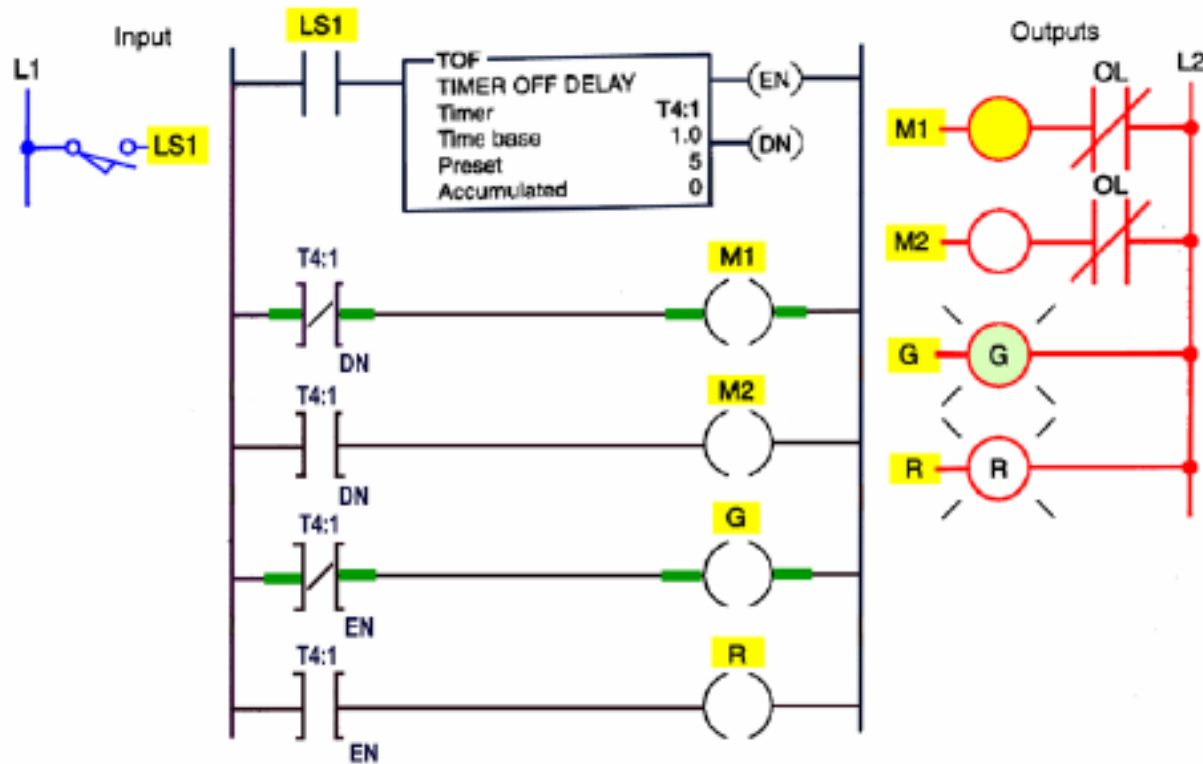 Input
LS1
Outputs
L1
L2
LS1
TOF
TIMER OFF DELAY
Timer T4:1
Time base 1.0
Preset 5
Accumulated 0
EN
DN
M1
OL
M2
OL
G G
R R
T4:1
M1
DN
T4:1
M2
DN
T4:1
G
EN
T4:1
R
EN